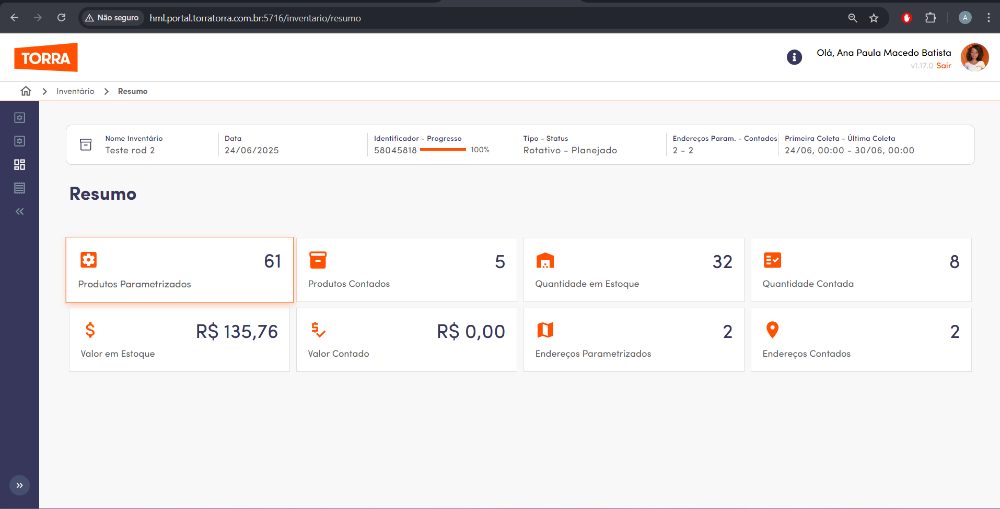 Não seguro
hml.portal.torratorra.com.br:5716/inventario/resumo
A
TORRA
Olá, Ana Paula Macedo Batista
v1.17.0 Sair
Inventário
Resumo
Nome Inventário
Teste rod 2
Data
24/06/2025
Identificador - Progresso
58045818 100%
Tipo - Status
Rotativo - Planejado
Endereços Param. - Contados
2 - 2
Primeira Coleta - Última Coleta
24/06, 00:00 - 30/06, 00:00
Resumo
61
Produtos Parametrizados
5
Produtos Contados
32
Quantidade em Estoque
8
Quantidade Contada
R$ 135,76
Valor em Estoque
R$ 0,00
Valor Contado
2
Endereços Parametrizados
2
Endereços Contados